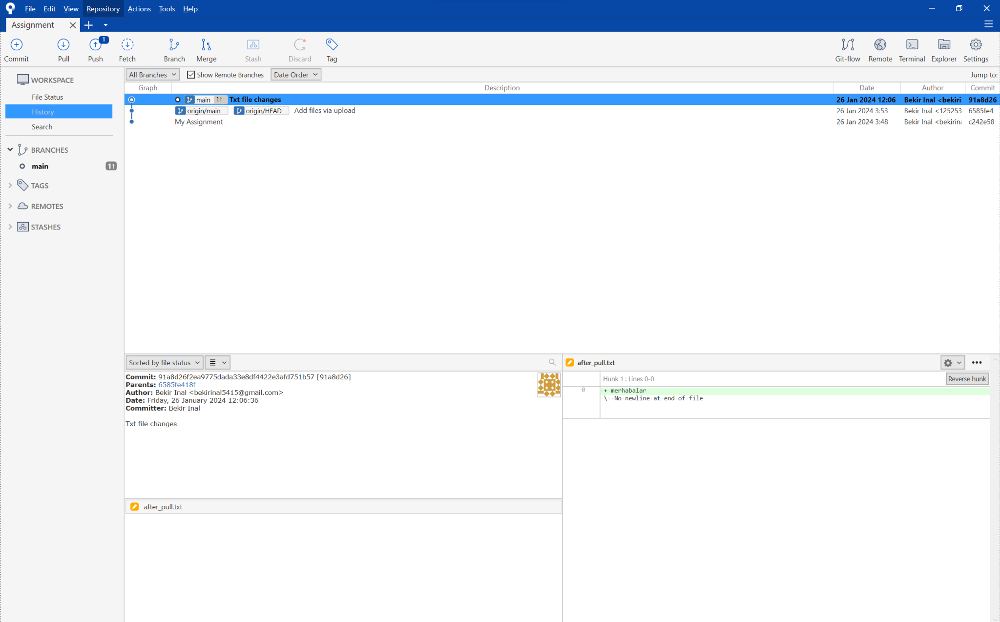 File Edit View Repository Actions Tools Help
Assignment
Commit Pull Push 1 Fetch Branch Merge Stash Discard Tag Git-flow Remote Terminal Explorer Settings
WORKSPACE
File Status
History
Search
BRANCHES
main 1↑
TAGS
REMOTES
STASHES
All Branches Show Remote Branches Date Order Jump to:
Graph Description Date Author Commit
main 1↑ Txt file changes 26 Jan 2024 12:06 Bekir Inal <bekiri 91a8d26
origin/main origin/HEAD Add files via upload 26 Jan 2024 3:53 Bekir Inal <125253 6585fe4
My Assignment 26 Jan 2024 3:48 Bekir Inal <bekirina c242e58
Sorted by file status
Commit: 91a8d26f2ea9775dada33e8df4422e3afd751b57 [91a8d26]
Parents: 6585fe418f
Author: Bekir Inal <bekirinal5415@gmail.com>
Date: Friday, 26 January 2024 12:06:36
Committer: Bekir Inal
Txt file changes
after_pull.txt
after_pull.txt
Hunk 1 : Lines 0-0 Reverse hunk
0 + merhabalar
\ No newline at end of file